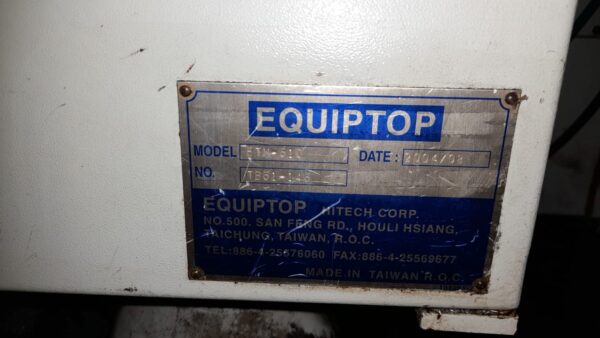 EQUIPTOP
MODEL DATE :
NO.
EQUIPTOP HITECH CORP.
NO.500. SAN FENG RD., HOULI HSIANG,
TAICHUNG, TAIWAN, R.O.C.
TEL:886-4-25576060 FAX:886-4-25569677
MADE IN TAIWAN R.O.C.